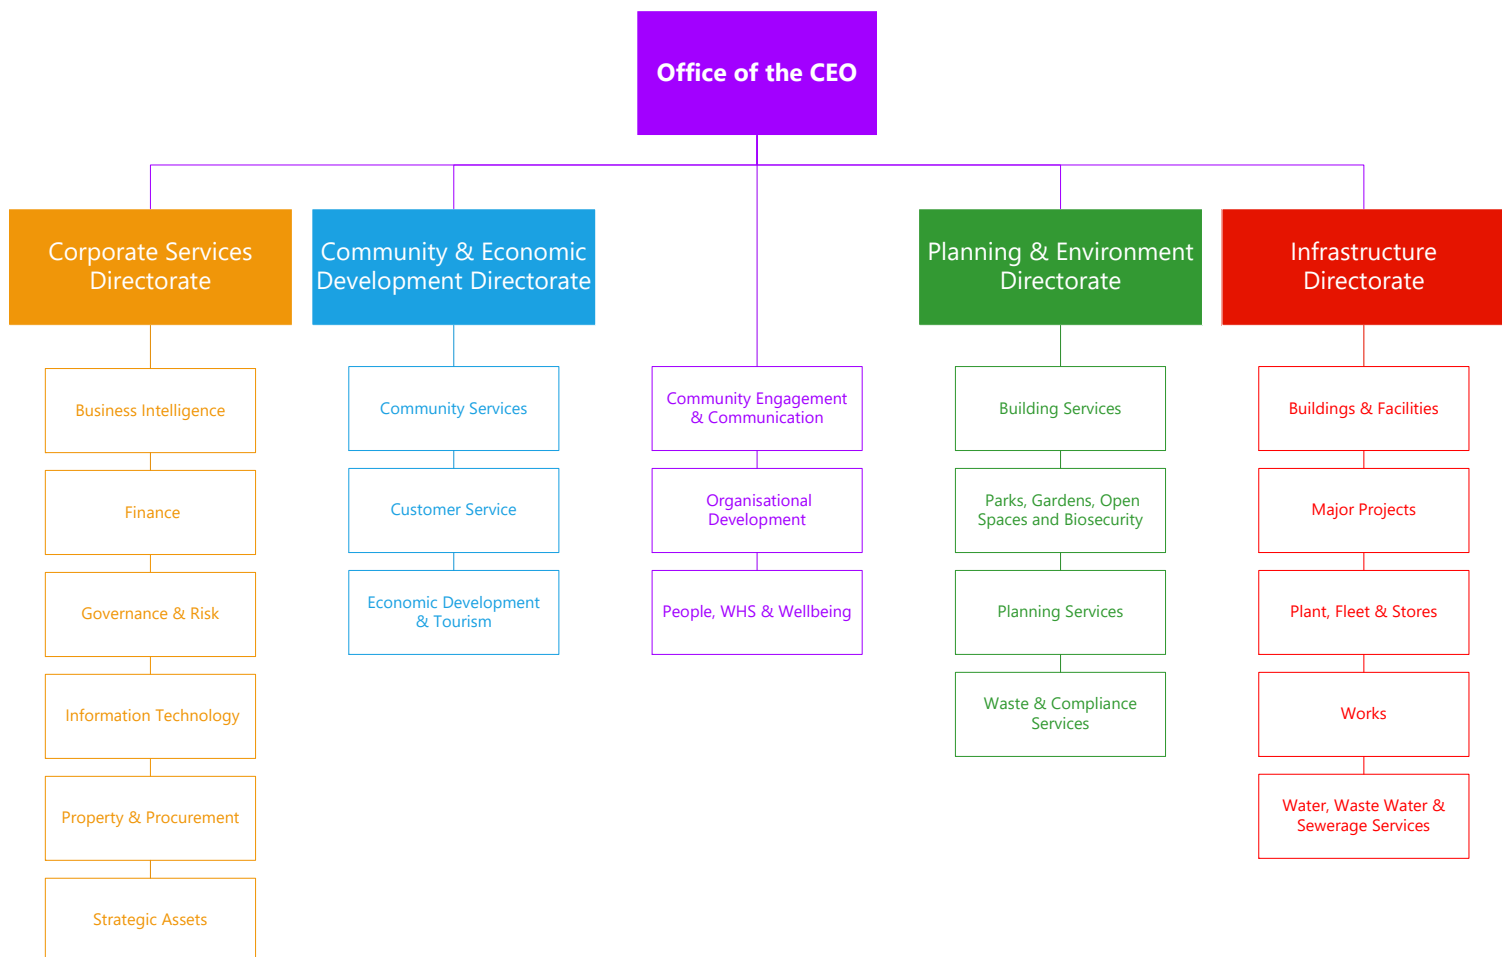 Office of the CEO
Corporate Services
Directorate
Community & Economic
Development Directorate
Planning & Environment
Directorate
Infrastructure
Directorate
Business Intelligence
Finance
Governance & Risk
Information Technology
Property & Procurement
Strategic Assets
Community Services
Customer Service
Economic Development
& Tourism
Community Engagement
& Communication
Organisational
Development
People, WHS & Wellbeing
Building Services
Parks, Gardens, Open
Spaces and Biosecurity
Planning Services
Waste & Compliance
Services
Buildings & Facilities
Major Projects
Plant, Fleet & Stores
Works
Water, Waste Water &
Sewerage Services